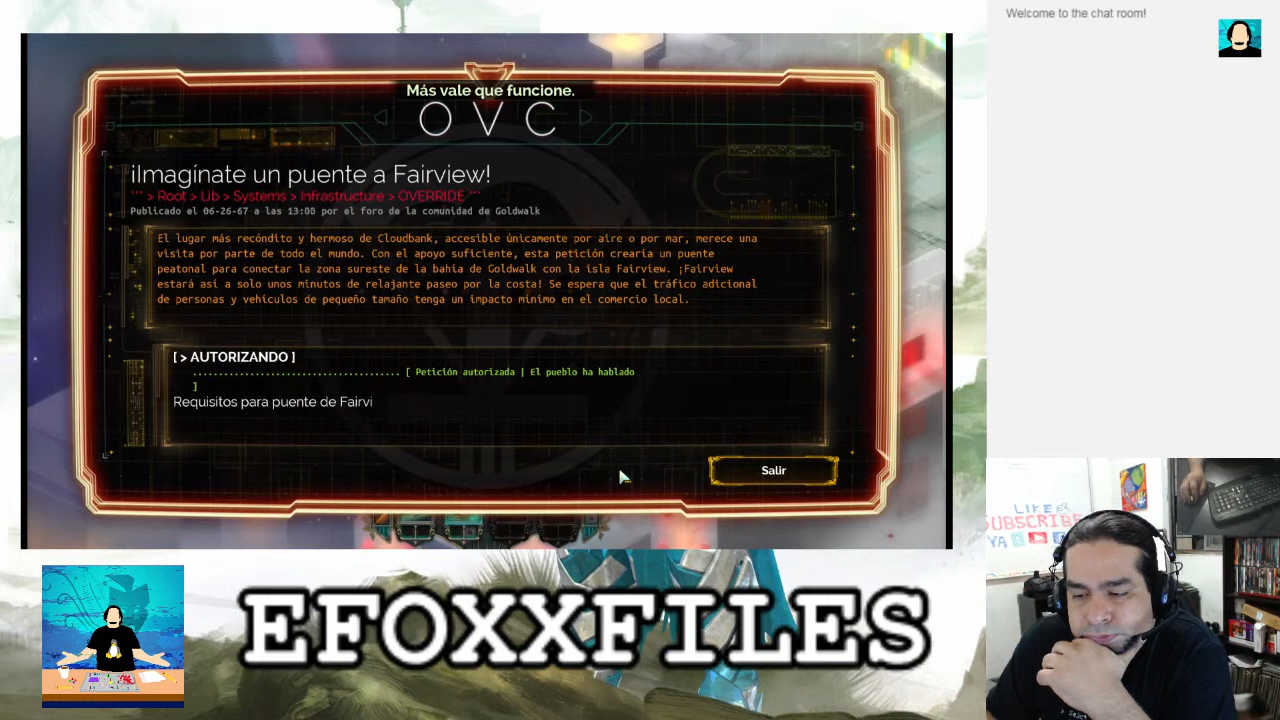 Welcome to the chat room!
Más vale que funcione.
OVC
¡Imagínate un puente a Fairview!
*** > Root > Lib > Systems > Infrastructure > OVERRIDE ***
Publicado el 06-26-67 a las 13:00 por el foro de la comunidad de Goldwalk
El lugar más recóndito y hermoso de Cloudbank, accesible únicamente por aire o por mar, merece una
visita por parte de todo el mundo. Con el apoyo suficiente, esta petición crearía un puente
peatonal para conectar la zona sureste de la bahía de Goldwalk con la isla Fairview. ¡Fairview
estará así a solo unos minutos de relajante paseo por la costa! Se espera que el tráfico adicional
de personas y vehículos de pequeño tamaño tenga un impacto mínimo en el comercio local.
[ > AUTORIZANDO ]
........................................ [ Petición autorizada | El pueblo ha hablado
]
Requisitos para puente de Fairvi
Salir
LIKE
SUBSCRIBE
YA
EFOXXFILES